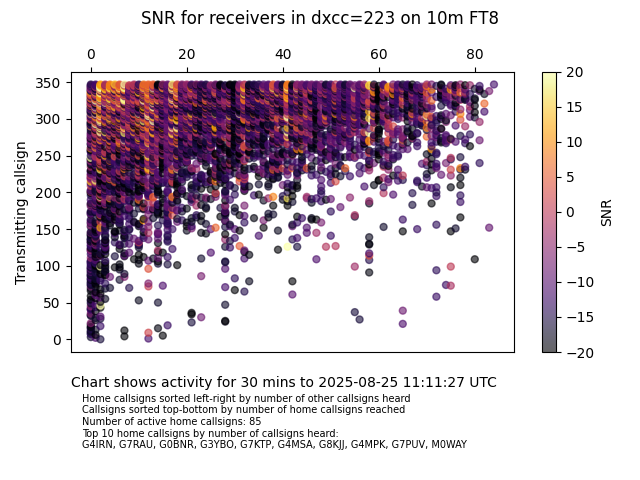 SNR for receivers in dxcc=223 on 10m FT8
0 20 40 60 80
350
300
250
200
150
100
50
0
Transmitting callsign
20
15
10
5
0
−5
−10
−15
−20
SNR
Chart shows activity for 30 mins to 2025-08-25 11:11:27 UTC
Home callsigns sorted left-right by number of other callsigns heard
Callsigns sorted top-bottom by number of home callsigns reached
Number of active home callsigns: 85
Top 10 home callsigns by number of callsigns heard:
G4IRN, G7RAU, G0BNR, G3YBO, G7KTP, G4MSA, G8KJJ, G4MPK, G7PUV, M0WAY